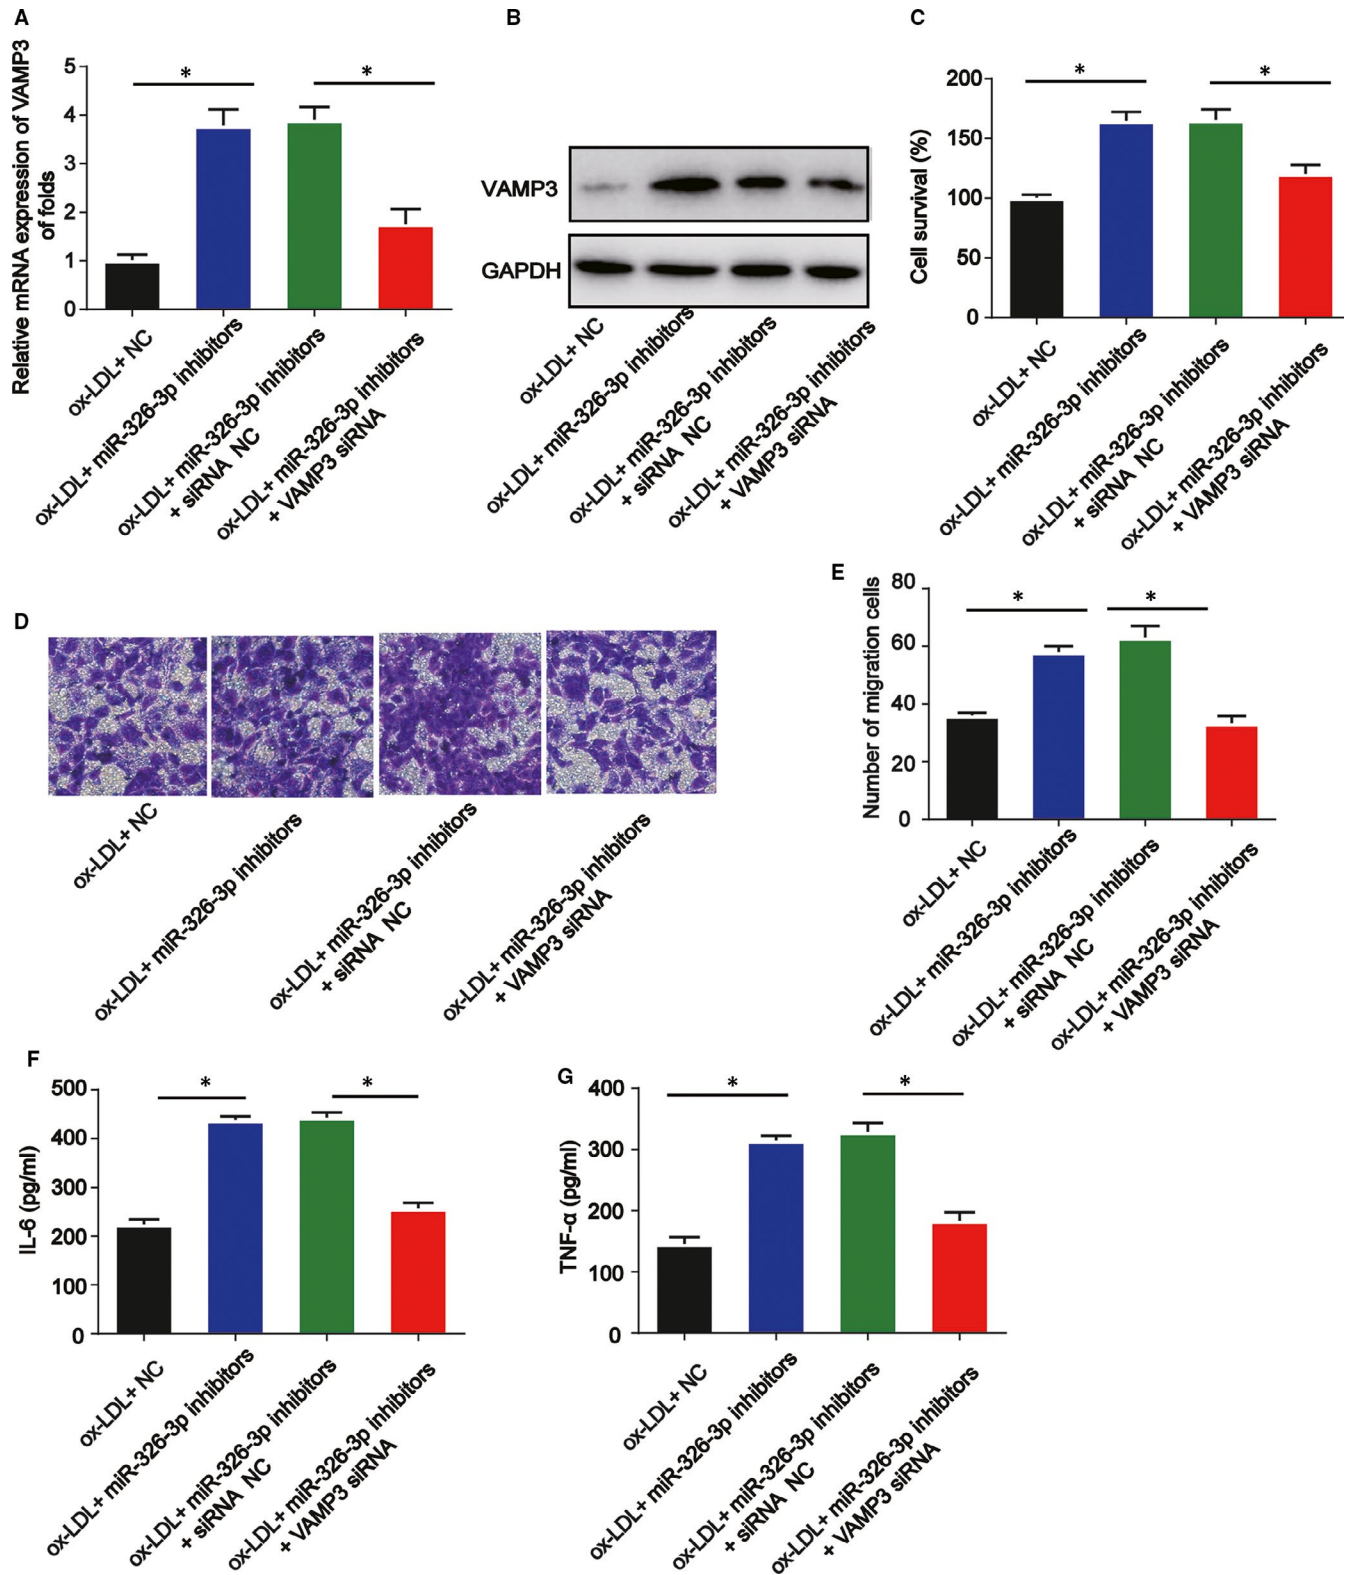 A
Relative mRNA expression of VAMP3
of folds
5
4
3
2
1
0
*
*
ox-LDL+ NC
ox-LDL+ miR-326-3p inhibitors
ox-LDL+ miR-326-3p inhibitors
+ siRNA NC
ox-LDL+ miR-326-3p inhibitors
+ VAMP3 siRNA
B
VAMP3
GAPDH
ox-LDL+ NC
ox-LDL+ miR-326-3p inhibitors
ox-LDL+ miR-326-3p inhibitors
+ siRNA NC
ox-LDL+ miR-326-3p inhibitors
+ VAMP3 siRNA
C
Cell survival (%)
200
150
100
50
0
*
*
ox-LDL+ NC
ox-LDL+ miR-326-3p inhibitors
ox-LDL+ miR-326-3p inhibitors
+ siRNA NC
ox-LDL+ miR-326-3p inhibitors
+ VAMP3 siRNA
D
ox-LDL+ NC
ox-LDL+ miR-326-3p inhibitors
ox-LDL+ miR-326-3p inhibitors
+ siRNA NC
ox-LDL+ miR-326-3p inhibitors
+ VAMP3 siRNA
E
Number of migration cells
80
60
40
20
0
*
*
ox-LDL+ NC
ox-LDL+ miR-326-3p inhibitors
ox-LDL+ miR-326-3p inhibitors
+ siRNA NC
ox-LDL+ miR-326-3p inhibitors
+ VAMP3 siRNA
F
IL-6 (pg/ml)
500
400
300
200
100
0
*
*
ox-LDL+ NC
ox-LDL+ miR-326-3p inhibitors
ox-LDL+ miR-326-3p inhibitors
+ siRNA NC
ox-LDL+ miR-326-3p inhibitors
+ VAMP3 siRNA
G
TNF-α (pg/ml)
400
300
200
100
0
*
*
ox-LDL+ NC
ox-LDL+ miR-326-3p inhibitors
ox-LDL+ miR-326-3p inhibitors
+ siRNA NC
ox-LDL+ miR-326-3p inhibitors
+ VAMP3 siRNA